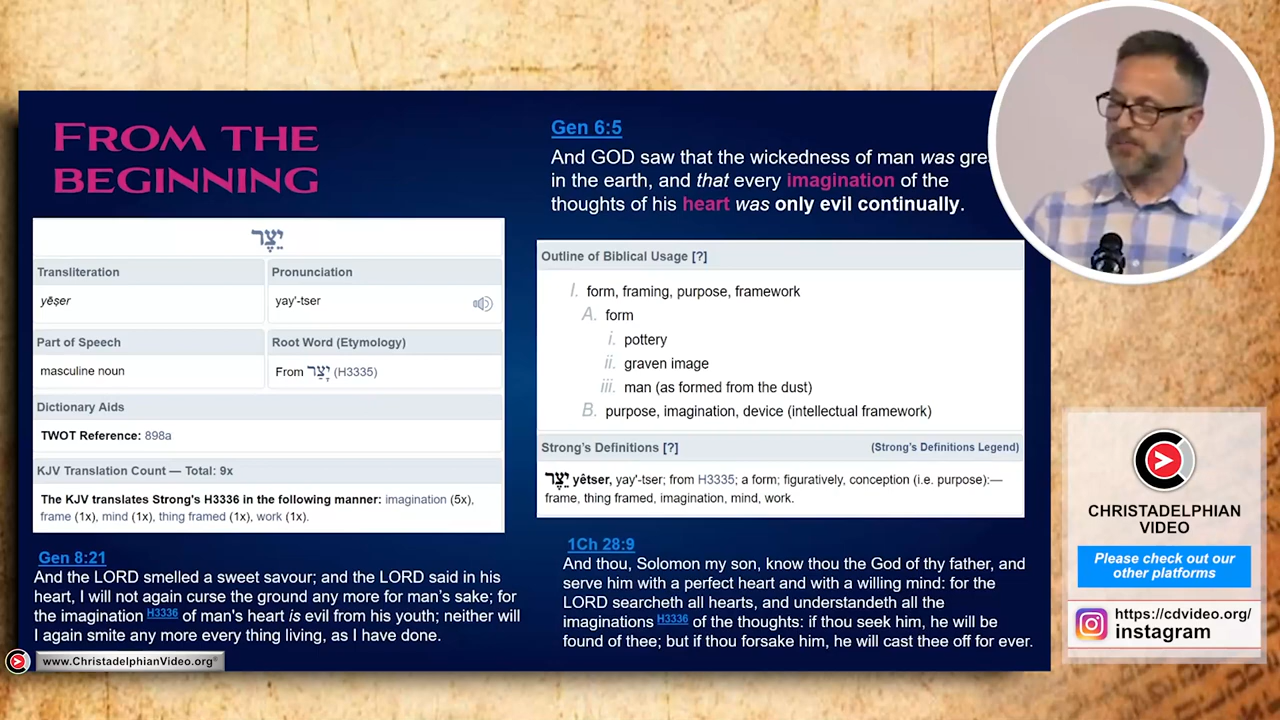 FROM THE
BEGINNING
יֵצֶר
Transliteration
yēṣer
Pronunciation
yay'-tser
Part of Speech
masculine noun
Root Word (Etymology)
From יָצַר (H3335)
Dictionary Aids
TWOT Reference: 898a
KJV Translation Count — Total: 9x
The KJV translates Strong's H3336 in the following manner: imagination (5x),
frame (1x), mind (1x), thing framed (1x), work (1x).
Gen 8:21
And the LORD smelled a sweet savour; and the LORD said in his
heart, I will not again curse the ground any more for man's sake; for
the imagination H3336 of man's heart is evil from his youth; neither will
I again smite any more every thing living, as I have done.
Gen 6:5
And GOD saw that the wickedness of man was gre
in the earth, and that every imagination of the
thoughts of his heart was only evil continually.
Outline of Biblical Usage [?]
I. form, framing, purpose, framework
A. form
i. pottery
ii. graven image
iii. man (as formed from the dust)
B. purpose, imagination, device (intellectual framework)
Strong's Definitions [?] (Strong's Definitions Legend)
יֵצֶר yêtser, yay'-tser; from H3335; a form; figuratively, conception (i.e. purpose):—
frame, thing framed, imagination, mind, work.
1Ch 28:9
And thou, Solomon my son, know thou the God of thy father, and
serve him with a perfect heart and with a willing mind: for the
LORD searcheth all hearts, and understandeth all the
imaginations H3336 of the thoughts: if thou seek him, he will be
found of thee; but if thou forsake him, he will cast thee off for ever.
www.ChristadelphianVideo.org®
CHRISTADELPHIAN
VIDEO
Please check out our
other platforms
https://cdvideo.org/
instagram